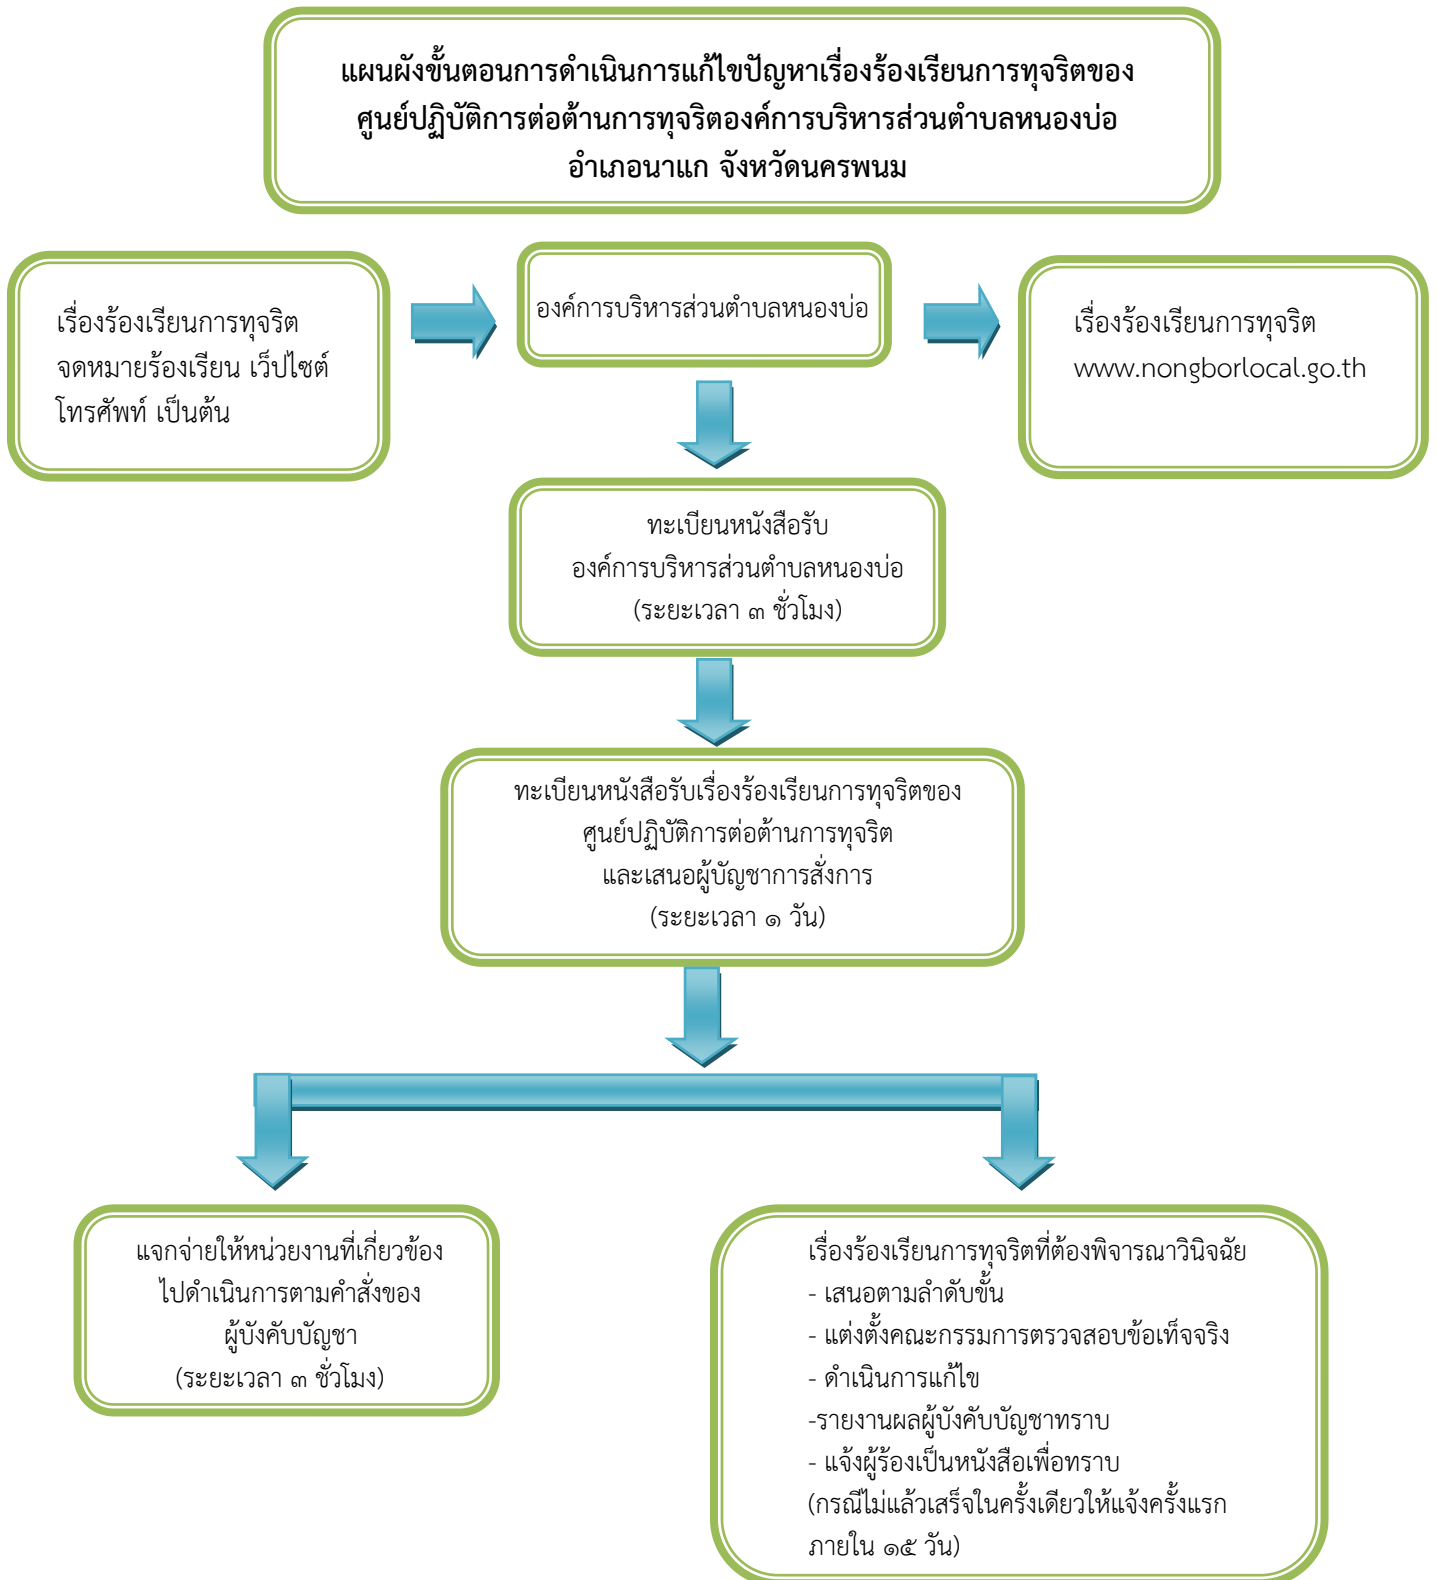 แผนผังขั้นตอนการดำเนินการแก้ไขปัญหาเรื่องร้องเรียนการทุจริตของ
ศูนย์ปฏิบัติการต่อต้านการทุจริตองค์การบริหารส่วนตำบลหนองบ่อ
อำเภอนาแก จังหวัดนครพนม
เรื่องร้องเรียนการทุจริต
จดหมายร้องเรียน เว็ปไซต์
โทรศัพท์ เป็นต้น
องค์การบริหารส่วนตำบลหนองบ่อ
เรื่องร้องเรียนการทุจริต
www.nongborlocal.go.th
ทะเบียนหนังสือรับ
องค์การบริหารส่วนตำบลหนองบ่อ
(ระยะเวลา ๓ ชั่วโมง)
ทะเบียนหนังสือรับเรื่องร้องเรียนการทุจริตของ
ศูนย์ปฏิบัติการต่อต้านการทุจริต
และเสนอผู้บัญชาการสั่งการ
(ระยะเวลา ๑ วัน)
แจกจ่ายให้หน่วยงานที่เกี่ยวข้อง
ไปดำเนินการตามคำสั่งของ
ผู้บังคับบัญชา
(ระยะเวลา ๓ ชั่วโมง)
เรื่องร้องเรียนการทุจริตที่ต้องพิจารณาวินิจฉัย
- เสนอตามลำดับขั้น
- แต่งตั้งคณะกรรมการตรวจสอบข้อเท็จจริง
- ดำเนินการแก้ไข
-รายงานผลผู้บังคับบัญชาทราบ
- แจ้งผู้ร้องเป็นหนังสือเพื่อทราบ
(กรณีไม่แล้วเสร็จในครั้งเดียวให้แจ้งครั้งแรก
ภายใน ๑๕ วัน)